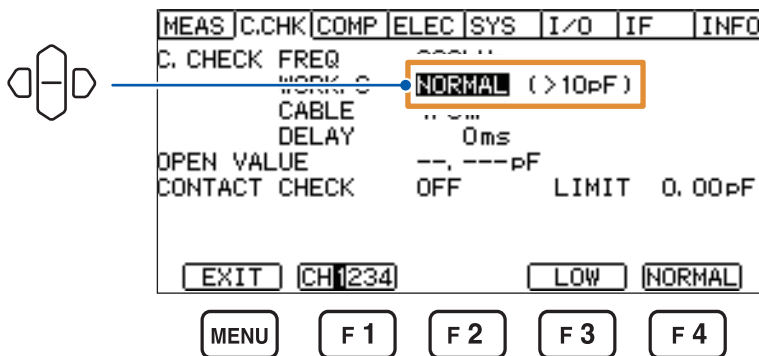 MEAS C.CHK COMP ELEC SYS I/O IF INFO
C. CHECK FREQ
NORMAL (>10pF)
CABLE
DELAY 0ms
OPEN VALUE --.---pF
CONTACT CHECK OFF LIMIT 0.00pF
EXIT CH1234 LOW NORMAL
MENU F1 F2 F3 F4